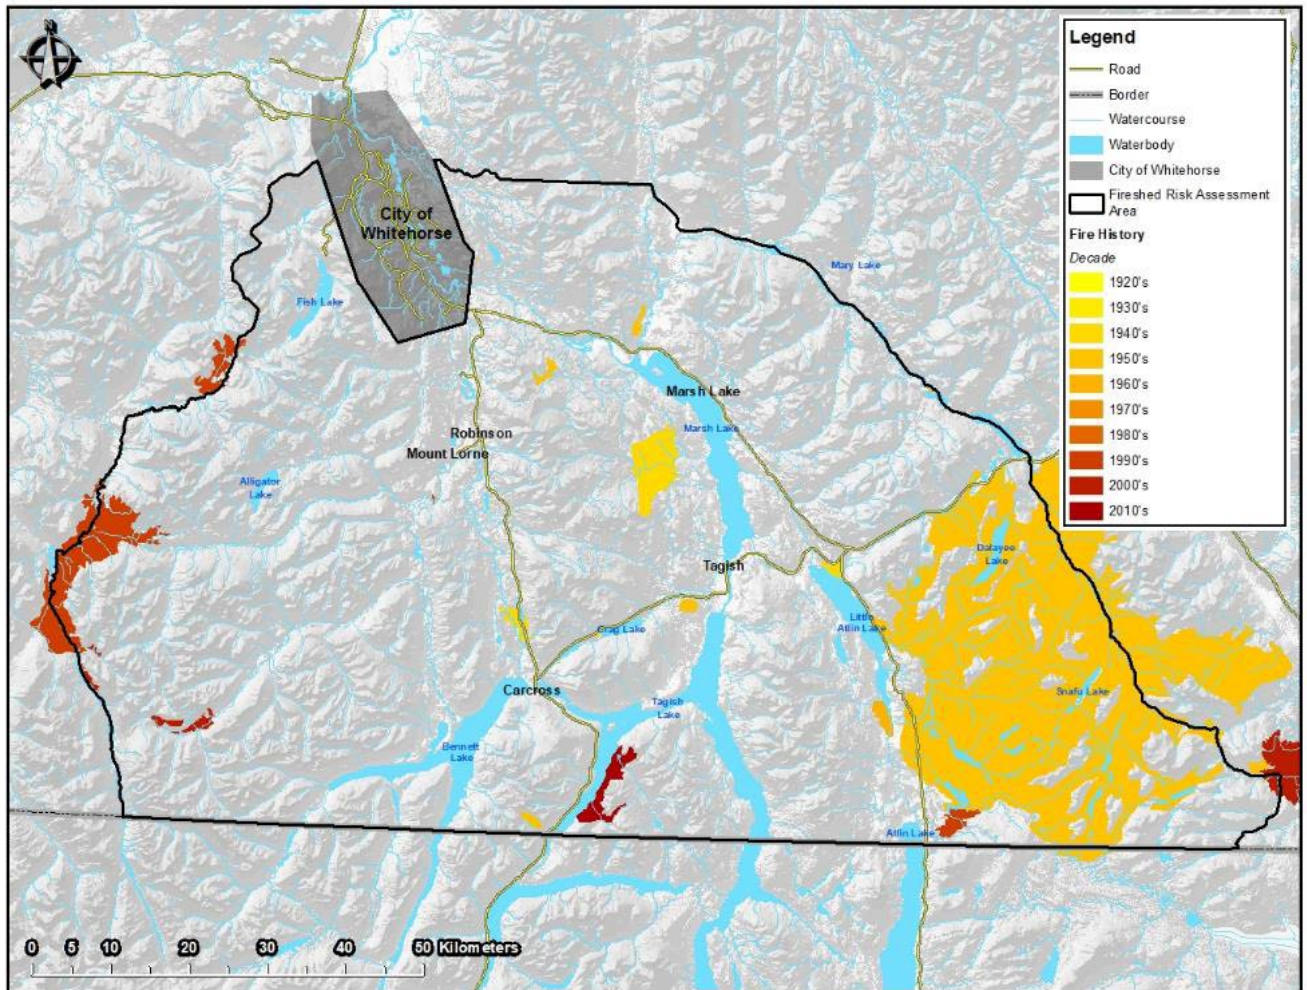 N
Legend
Road
Border
Watercourse
Waterbody
City of Whitehorse
Fireshed Risk Assessment
Area
Fire History
Decade
1920's
1930's
1940's
1950's
1960's
1970's
1980's
1990's
2000's
2010's
City of
Whitehorse
Mary Lake
Fish Lake
Marsh Lake
Marsh Lake
Robinson
Mount Lorne
Alligator
Lake
Dalayee
Lake
Tagish
Little
Atlin Lake
Crag Lake
Carcross
Snafu Lake
Tagish
Lake
Bennett
Lake
Atlin Lake
0 5 10 20 30 40 50 Kilometers